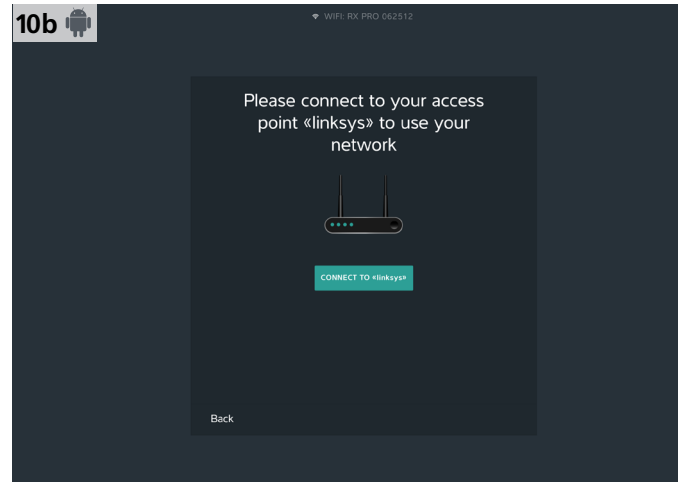 10b
WIFI: RX PRO 062512
Please connect to your access
point «linksys» to use your
network
CONNECT TO «linksys»
Back